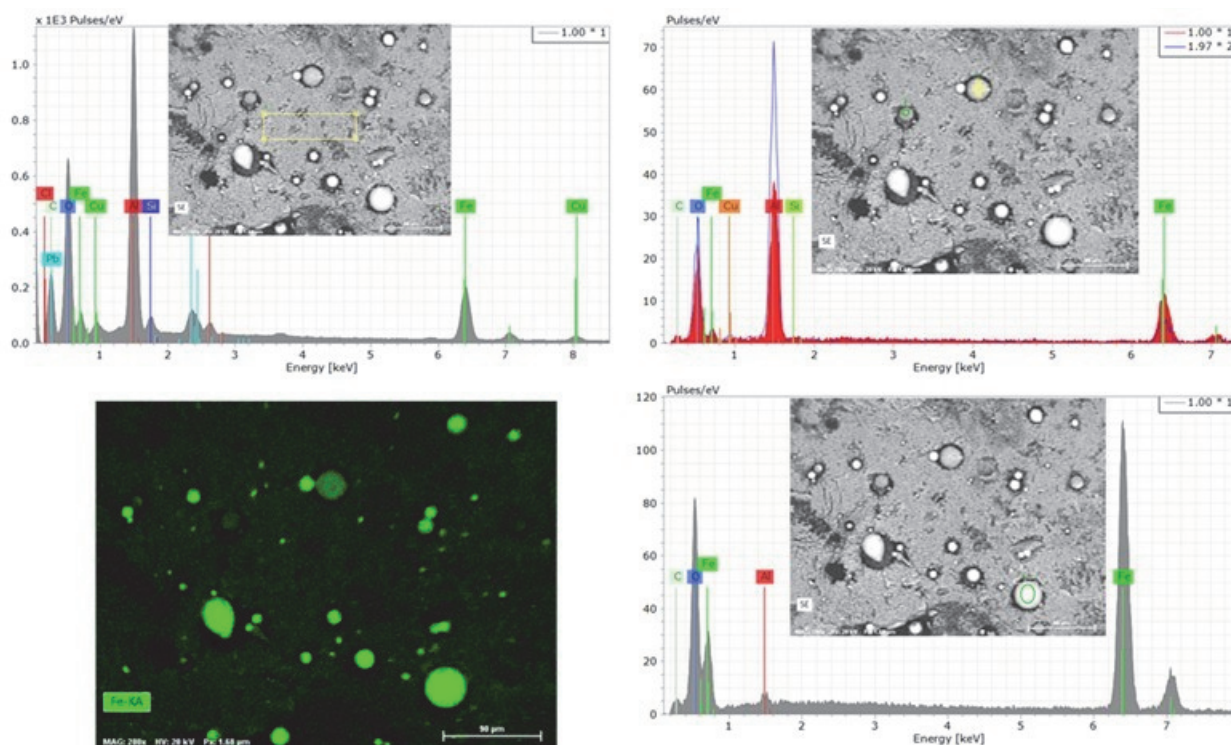 x 1E3 Pulses/eV
1.00 * 1
1.0
0.8
0.6
0.4
0.2
0.0
Cl
C
O
Fe
Cu
Al
Si
Fe
Cu
Pb
SE
1
2
3
4
5
6
7
8
Energy [keV]
Pulses/eV
1.00 * 1
1.97 * 2
70
60
50
40
30
20
10
0
C
O
Fe
Cu
Al
Si
Fe
SE
1
2
3
4
5
6
7
Energy [keV]
Fe-KA
MAG: 200x HV: 20 kV Px: 1.68 µm
90 µm
Pulses/eV
1.00 * 1
120
100
80
60
40
20
0
C
O
Fe
Al
Fe
SE
1
2
3
4
5
6
7
Energy [keV]